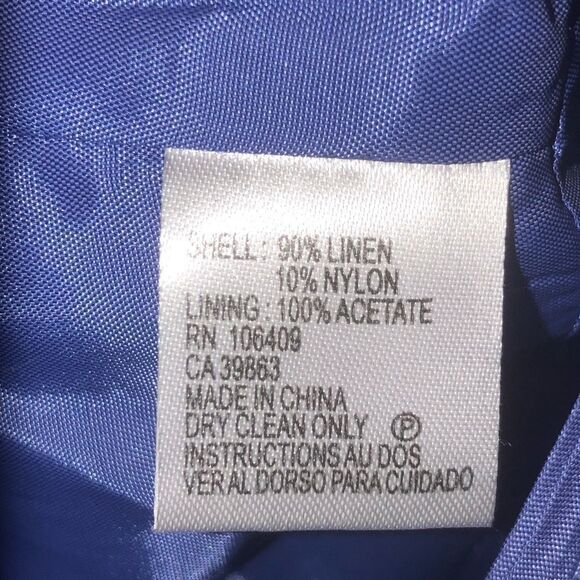 SHELL: 90% LINEN
10% NYLON
LINING: 100% ACETATE
RN 106409
CA 39863
MADE IN CHINA
DRY CLEAN ONLY Ⓟ
INSTRUCTIONS AU DOS
VER AL DORSO PARA CUIDADO